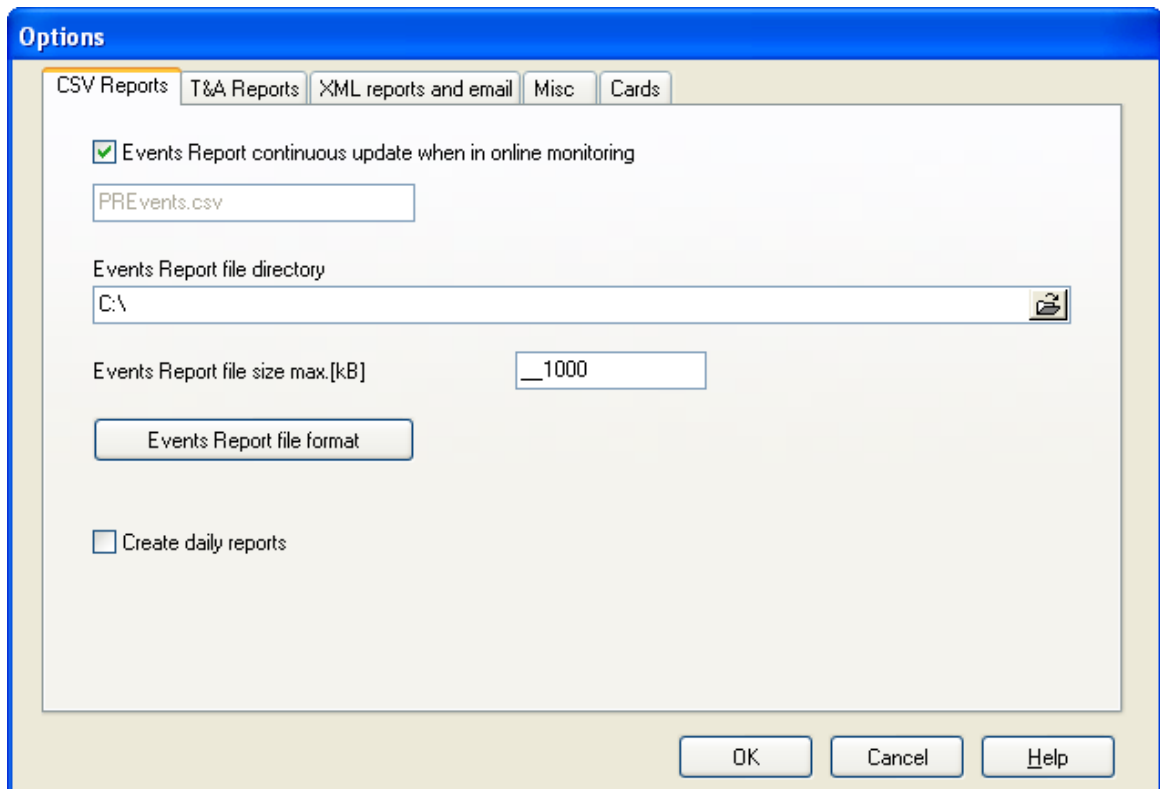 Options
CSV Reports T&A Reports XML reports and email Misc Cards
Events Report continuous update when in online monitoring
PREvents.csv
Events Report file directory
C:\
Events Report file size max.[kB] __1000
Events Report file format
Create daily reports
OK Cancel Help